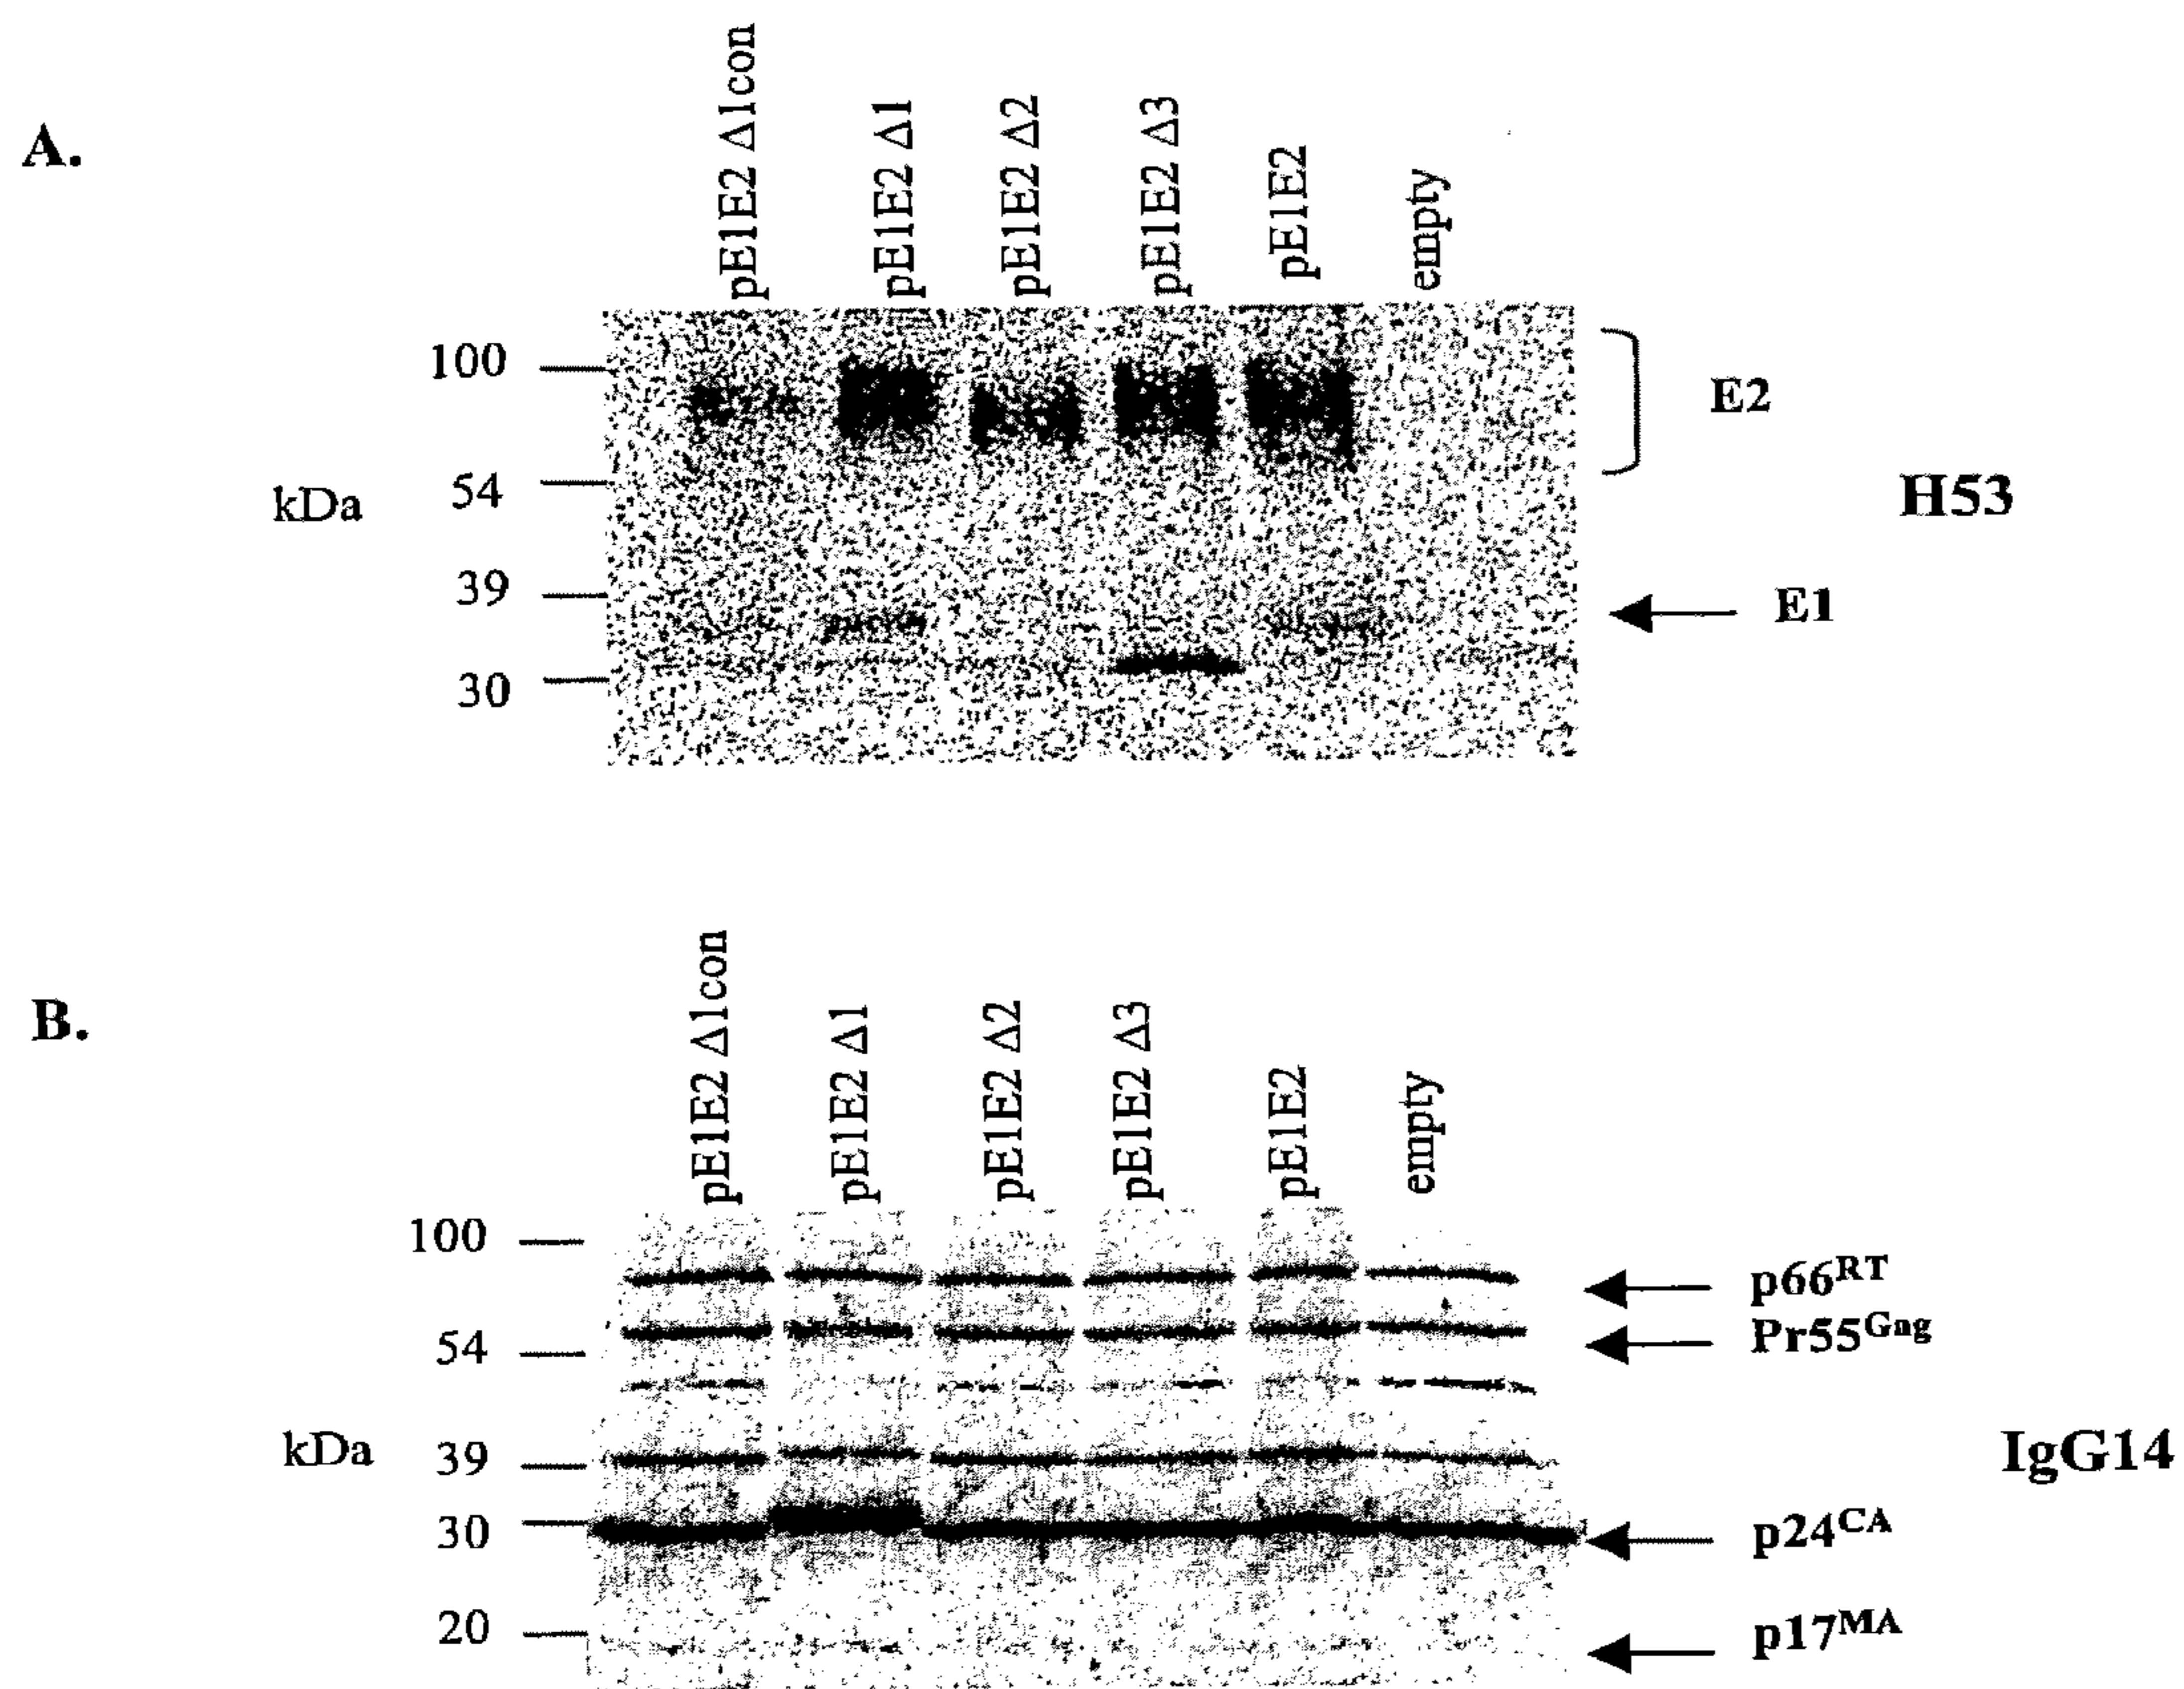 A.
pE1E2 Δ1con
pE1E2 Δ1
pE1E2 Δ2
pE1E2 Δ3
pE1E2
empty
100
54
kDa
39
30
E2
H53
E1
B.
pE1E2 Δ1con
pE1E2 Δ1
pE1E2 Δ2
pE1E2 Δ3
pE1E2
empty
100
54
kDa
39
30
20
p66RT
Pr55Gag
IgG14
p24CA
p17MA